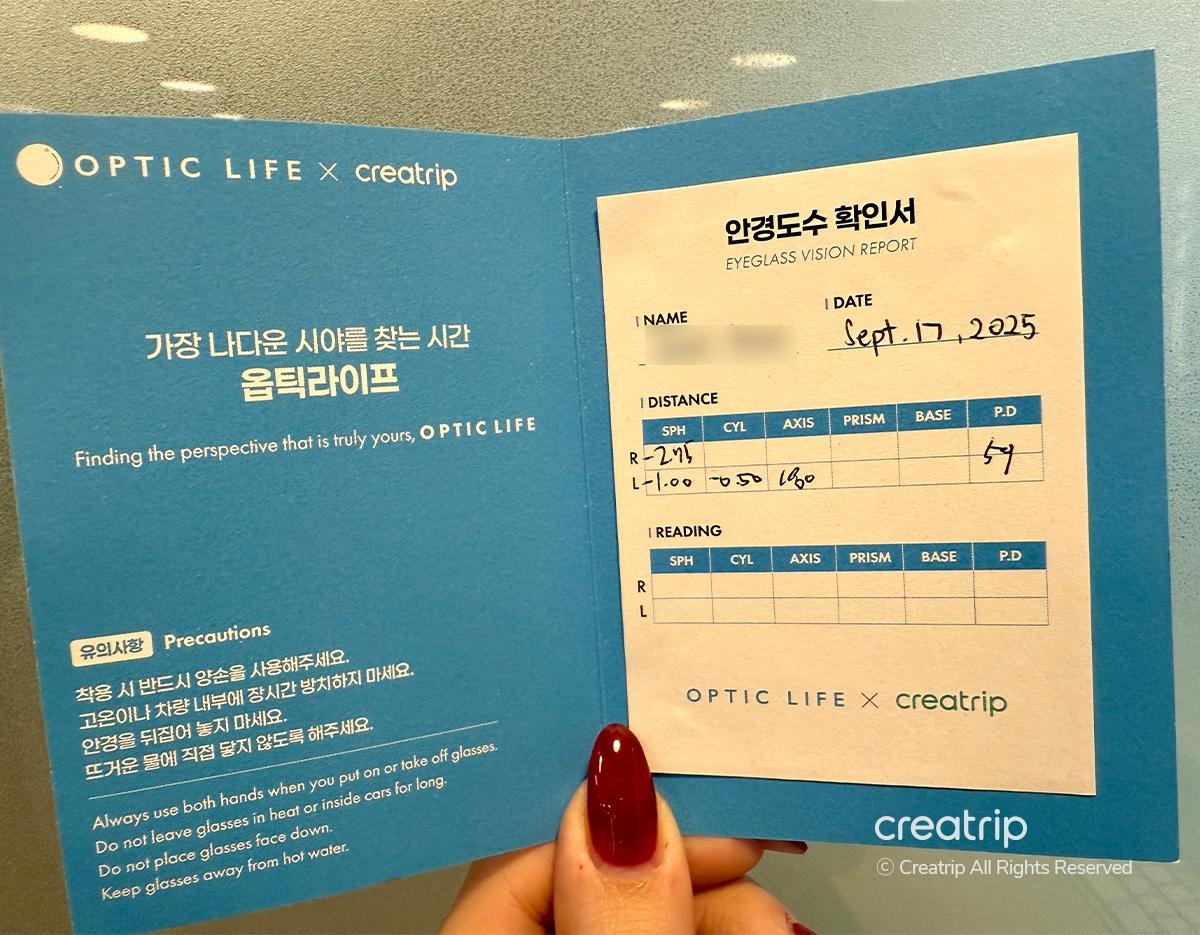 OPTIC LIFE × creatrip
가장 나다운 시야를 찾는 시간
옵틱라이프
Finding the perspective that is truly yours, OPTIC LIFE
유의사항 Precautions
착용 시 반드시 양손을 사용해주세요.
고온이나 차량 내부에 장시간 방치하지 마세요.
안경을 뒤집어 놓지 마세요.
뜨거운 물에 직접 닿지 않도록 해주세요.
Always use both hands when you put on or take off glasses.
Do not leave glasses in heat or inside cars for long.
Do not place glasses face down.
Keep glasses away from hot water.
안경도수 확인서
EYEGLASS VISION REPORT
NAME DATE
Sept. 17, 2025
DISTANCE
SPH CYL AXIS PRISM BASE P.D
R -2.75 59
L -1.00 -0.50 180
READING
SPH CYL AXIS PRISM BASE P.D
R
L
OPTIC LIFE × creatrip
creatrip
© Creatrip All Rights Reserved